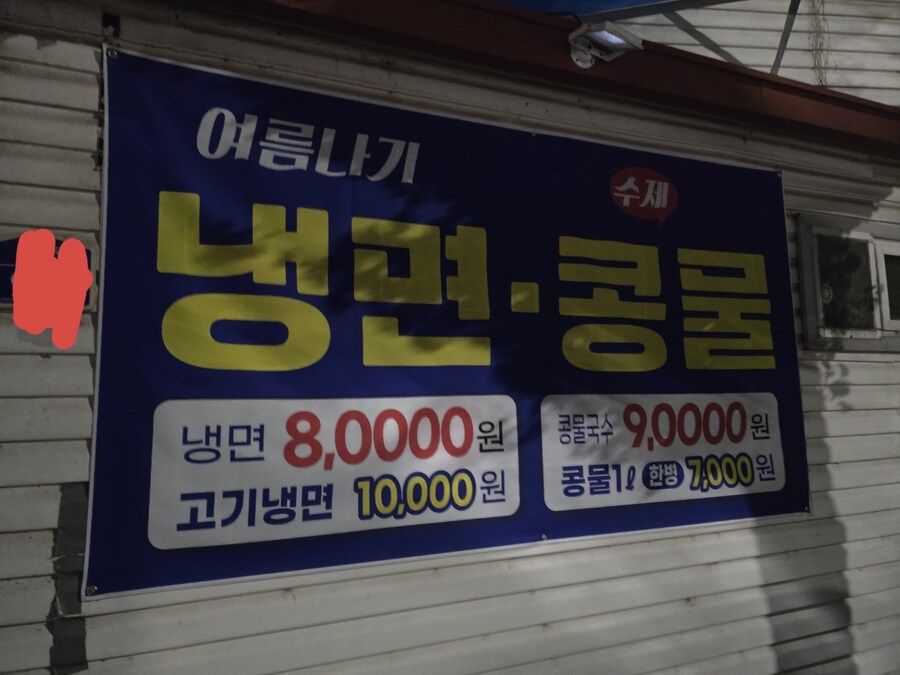 여름나기
수제
냉면·콩물
냉면 8,0000원
고기냉면 10,000원
콩물국수 9,0000원
콩물1ℓ 한병 7,000원